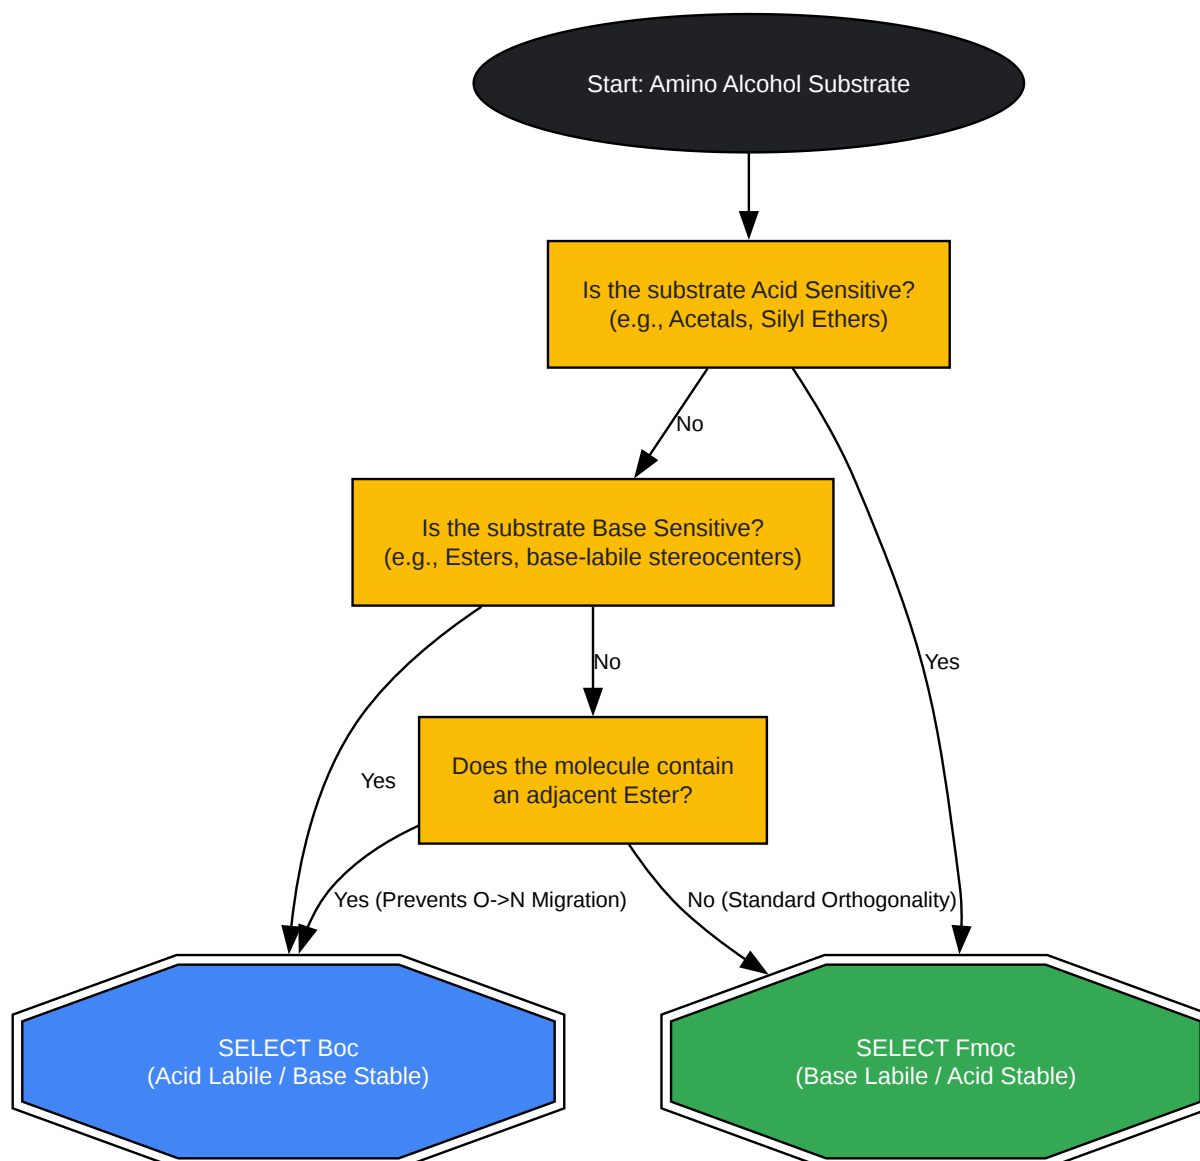 Start: Amino Alcohol Substrate
Is the substrate Acid Sensitive?
(e.g., Acetals, Silyl Ethers)
No
Is the substrate Base Sensitive?
(e.g., Esters, base-labile stereocenters)
No
Yes
Does the molecule contain
an adjacent Ester?
Yes
Yes (Prevents O->N Migration)
No (Standard Orthogonality)
SELECT Boc
(Acid Labile / Base Stable)
SELECT Fmoc
(Base Labile / Acid Stable)